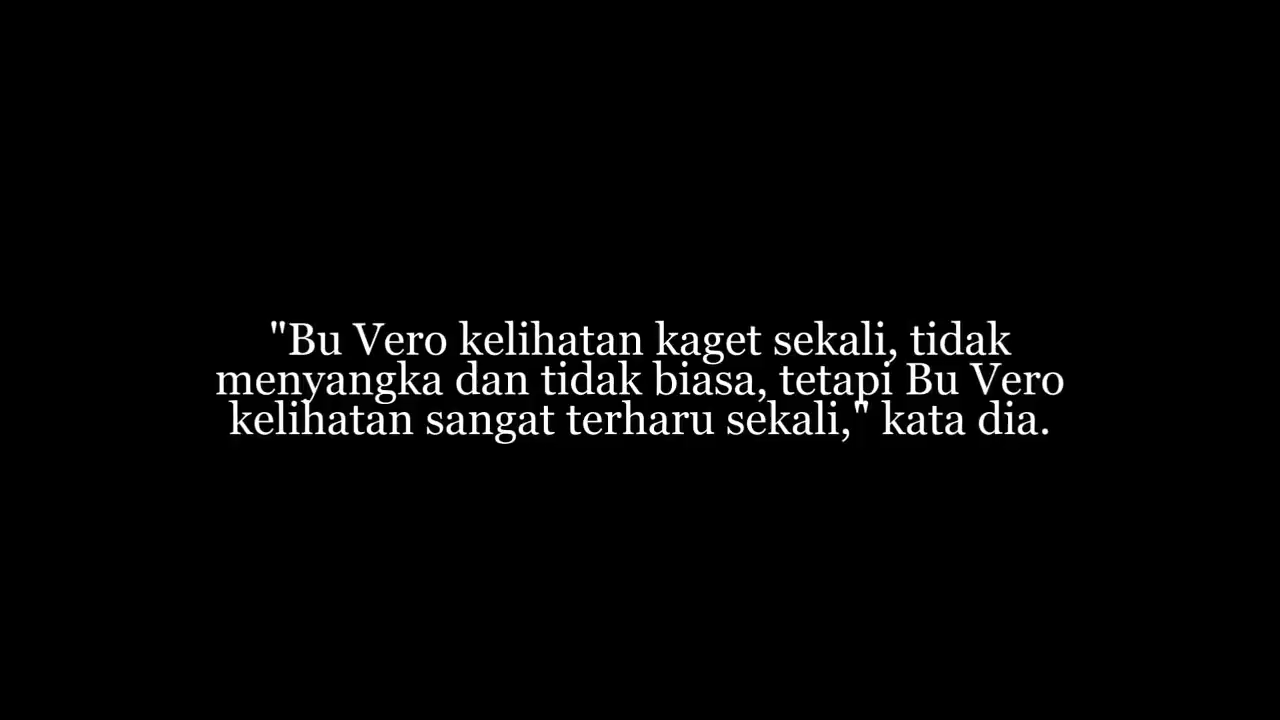 "Bu Vero kelihatan kaget sekali, tidak
menyangka dan tidak biasa, tetapi Bu Vero
kelihatan sangat terharu sekali," kata dia.